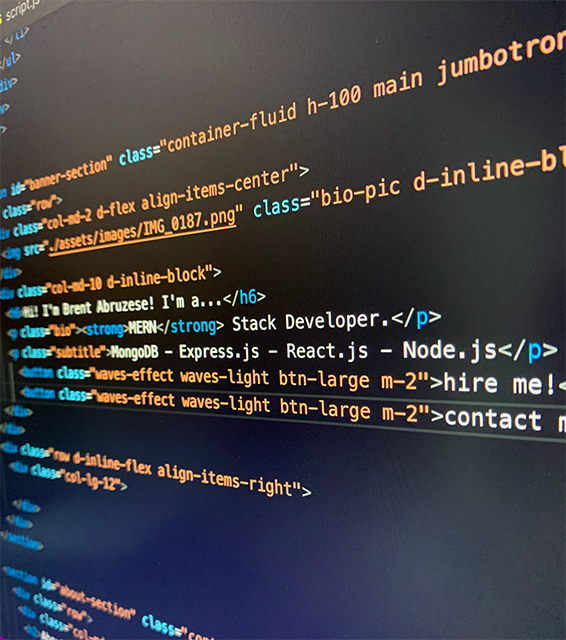 script.js
</li>
/ul>
div>
v>
>
n id="banner-section" class="container-fluid h-100 main jumbotron
class="row">
iv class="col-md-2 d-flex align-items-center">
<img src="./assets/images/IMG_0187.png" class="bio-pic d-inline-bl
/div>
div class="col-md-10 d-inline-block">
<h6>Hi! I'm Brent Abruzese! I'm a...</h6>
<p class="bio"><strong>MERN</strong> Stack Developer.</p>
<p class="subtitle">MongoDB – Express.js – React.js – Node.js</p>
<button class="waves-effect waves-light btn-large m-2">hire me!<
<button class="waves-effect waves-light btn-large m-2">contact m
</div>
</div>
<div class="row d-inline-flex align-items-right">
<div class="col-lg-12">
</div>
</div>
</section>
<section id="about-section" class="con
<div class="row">
<div class="col-m
<h2>Abou